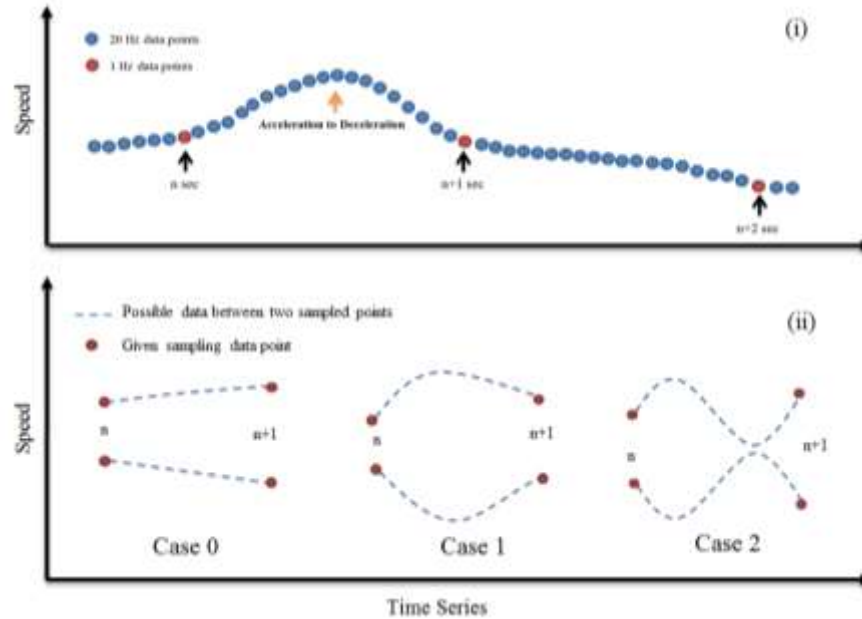 (i)
20 Hz data points
1 Hz data points
Speed
Acceleration to Deceleration
n sec
n+1 sec
n+2 sec
(ii)
Possible data between two sampled points
Given sampling data point
Speed
n
n+1
n
n+1
n
n+1
Case 0
Case 1
Case 2
Time Series